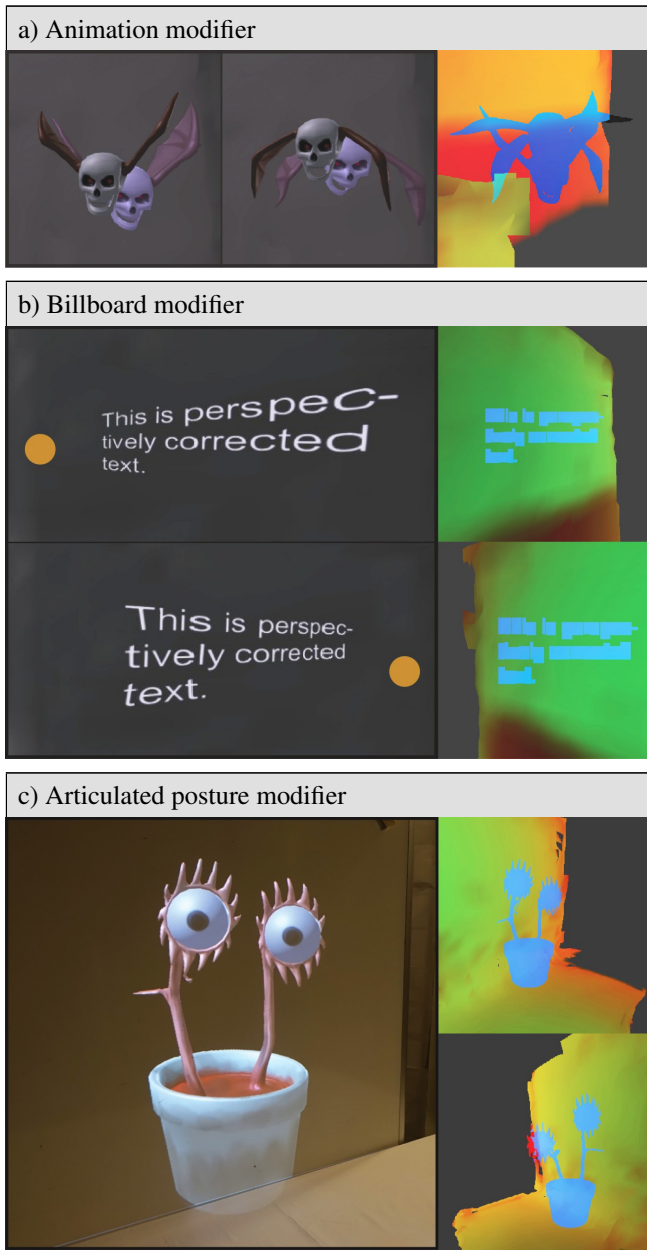 a) Animation modifier
b) Billboard modifier
This is perspec-
tively corrected
text.
This is perspec-
tively corrected
text.
c) Articulated posture modifier